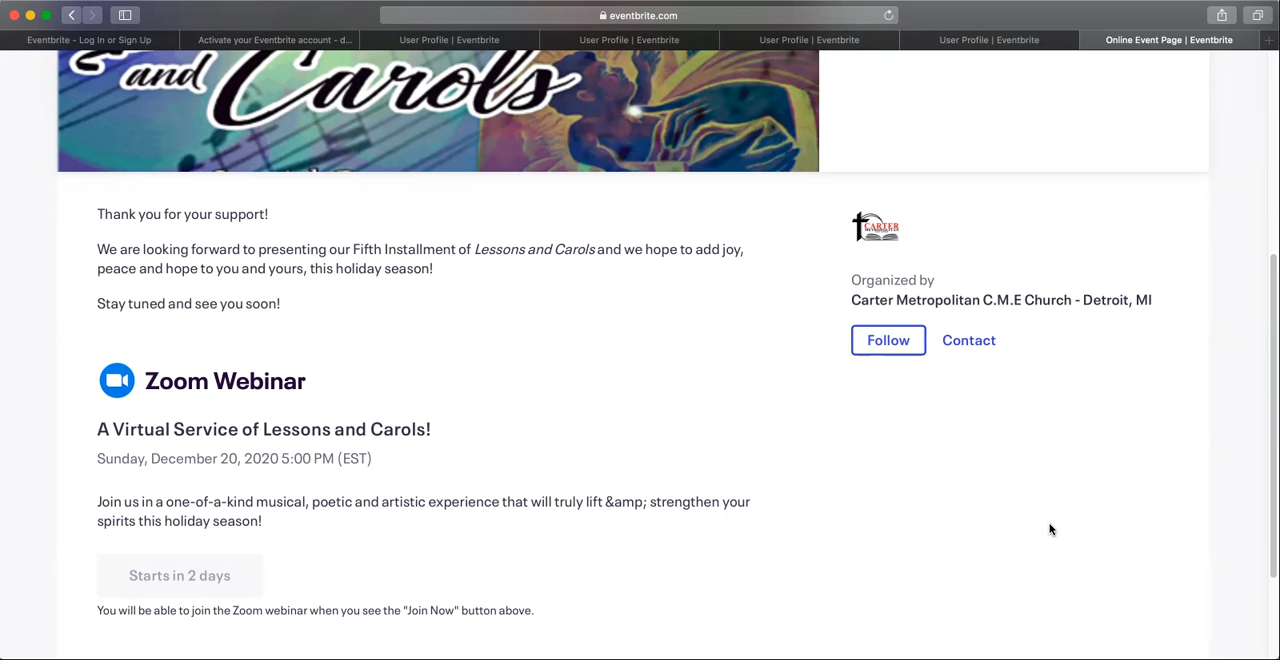 eventbrite.com
Eventbrite - Log In or Sign Up
Activate your Eventbrite account - d...
User Profile | Eventbrite
User Profile | Eventbrite
User Profile | Eventbrite
User Profile | Eventbrite
Online Event Page | Eventbrite
and Carols
Thank you for your support!
We are looking forward to presenting our Fifth Installment of Lessons and Carols and we hope to add joy,
peace and hope to you and yours, this holiday season!
Stay tuned and see you soon!
CARTER
Organized by
Carter Metropolitan C.M.E Church - Detroit, MI
Follow Contact
Zoom Webinar
A Virtual Service of Lessons and Carols!
Sunday, December 20, 2020 5:00 PM (EST)
Join us in a one-of-a-kind musical, poetic and artistic experience that will truly lift &amp; strengthen your
spirits this holiday season!
Starts in 2 days
You will be able to join the Zoom webinar when you see the "Join Now" button above.